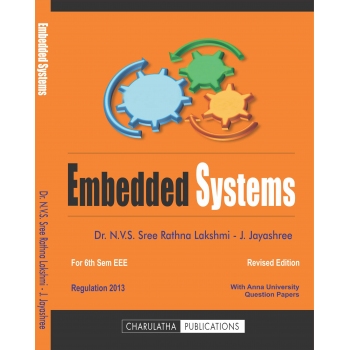 Embedded Systems
Dr. N.V.S. Sree Rathna Lakshmi - J. Jayashree
Embedded Systems
Dr. N.V.S. Sree Rathna Lakshmi - J. Jayashree
For 6th Sem EEE
Revised Edition
Regulation 2013
With Anna University
Question Papers
CHARULATHA PUBLICATIONS